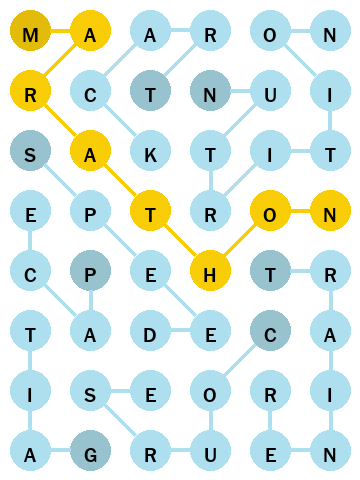 M A A R O N
R C T N U I
S A K T I T
E P T R O N
C P E H T R
T A D E C A
I S E O R I
A G R U E N